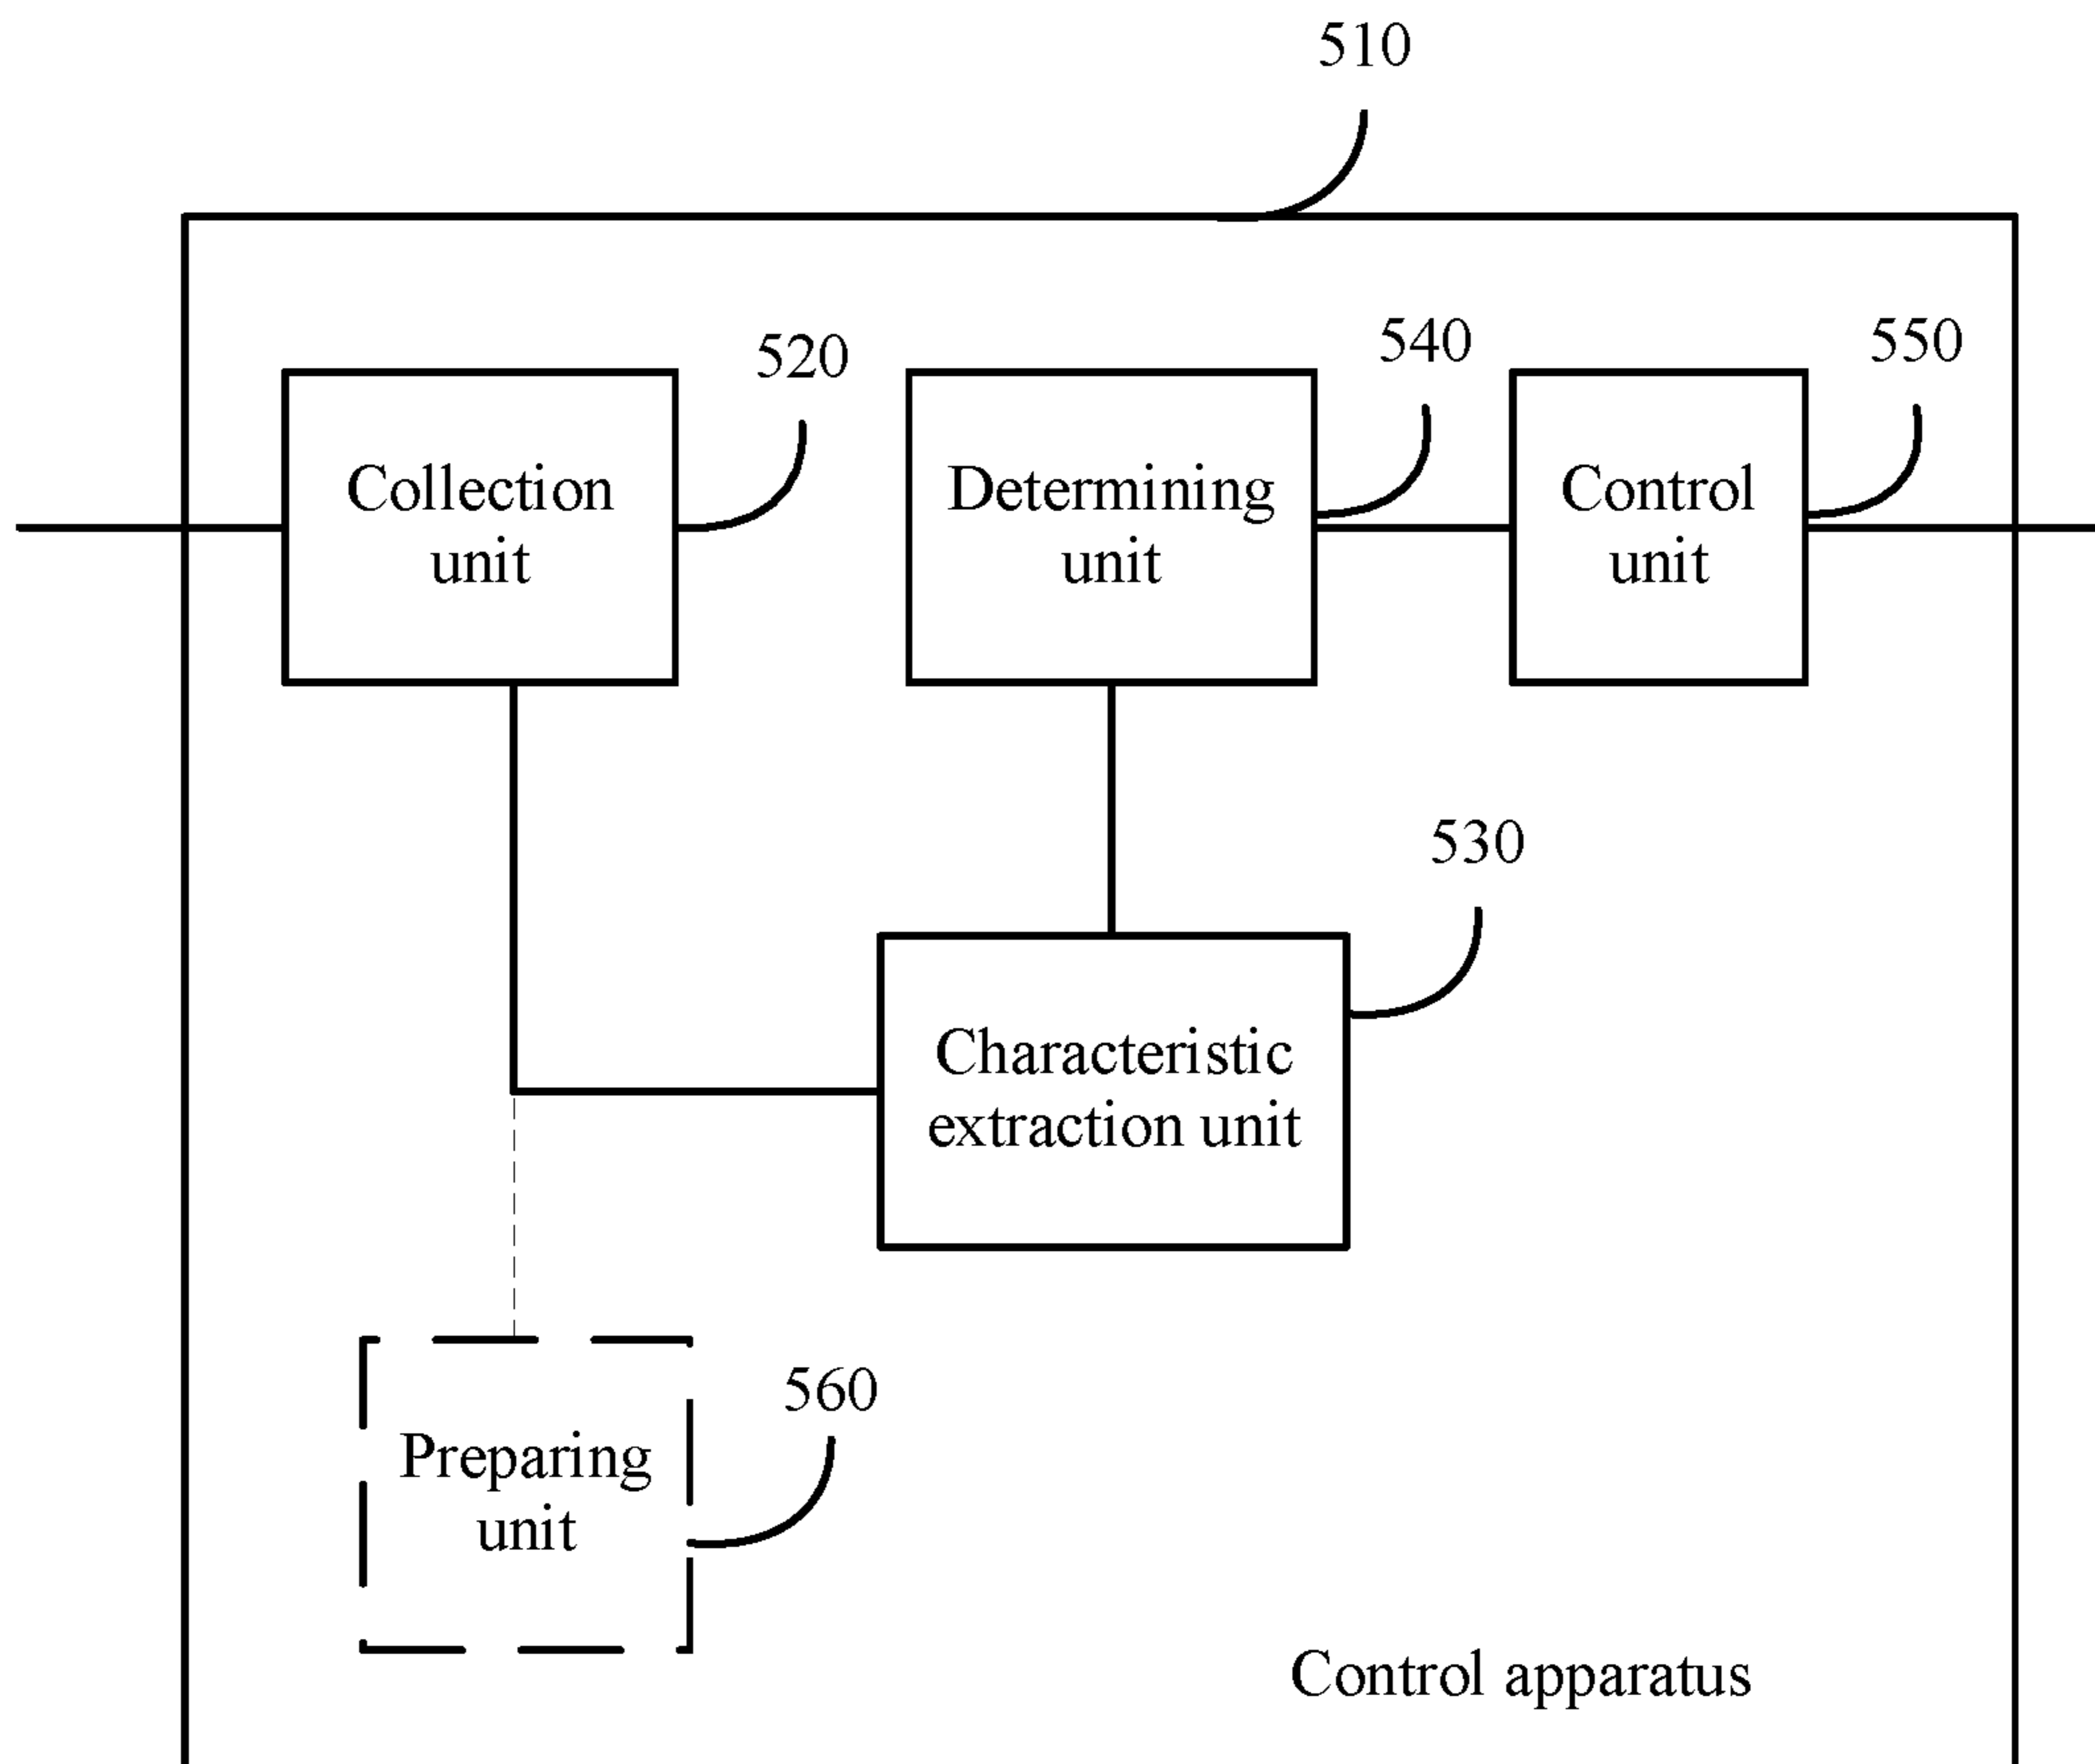 510
520
540
550
Collection
unit
Determining
unit
Control
unit
530
Characteristic
extraction unit
560
Preparing
unit
Control apparatus